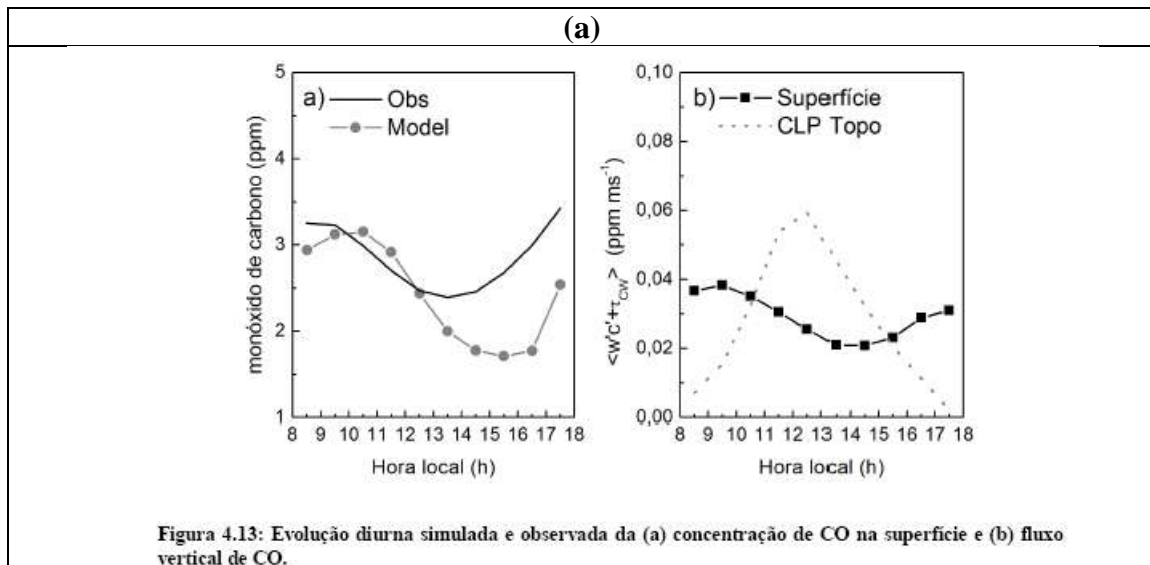 (a)
a)
Obs
Model
monóxido de carbono (ppm)
5
4
3
2
1
8 9 10 11 12 13 14 15 16 17 18
Hora local (h)
b)
Superfície
CLP Topo
<w'c'+τCW> (ppm ms-1)
0,10
0,08
0,06
0,04
0,02
0,00
8 9 10 11 12 13 14 15 16 17 18
Hora local (h)
Figura 4.13: Evolução diurna simulada e observada da (a) concentração de CO na superfície e (b) fluxo
vertical de CO.